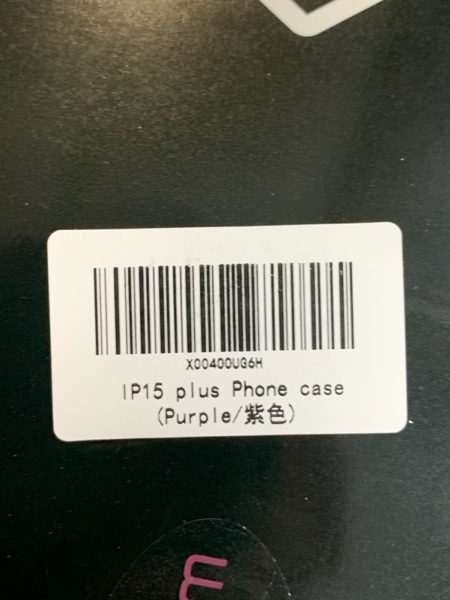 X00400UG6H
IP15 plus Phone case
(Purple/紫色)